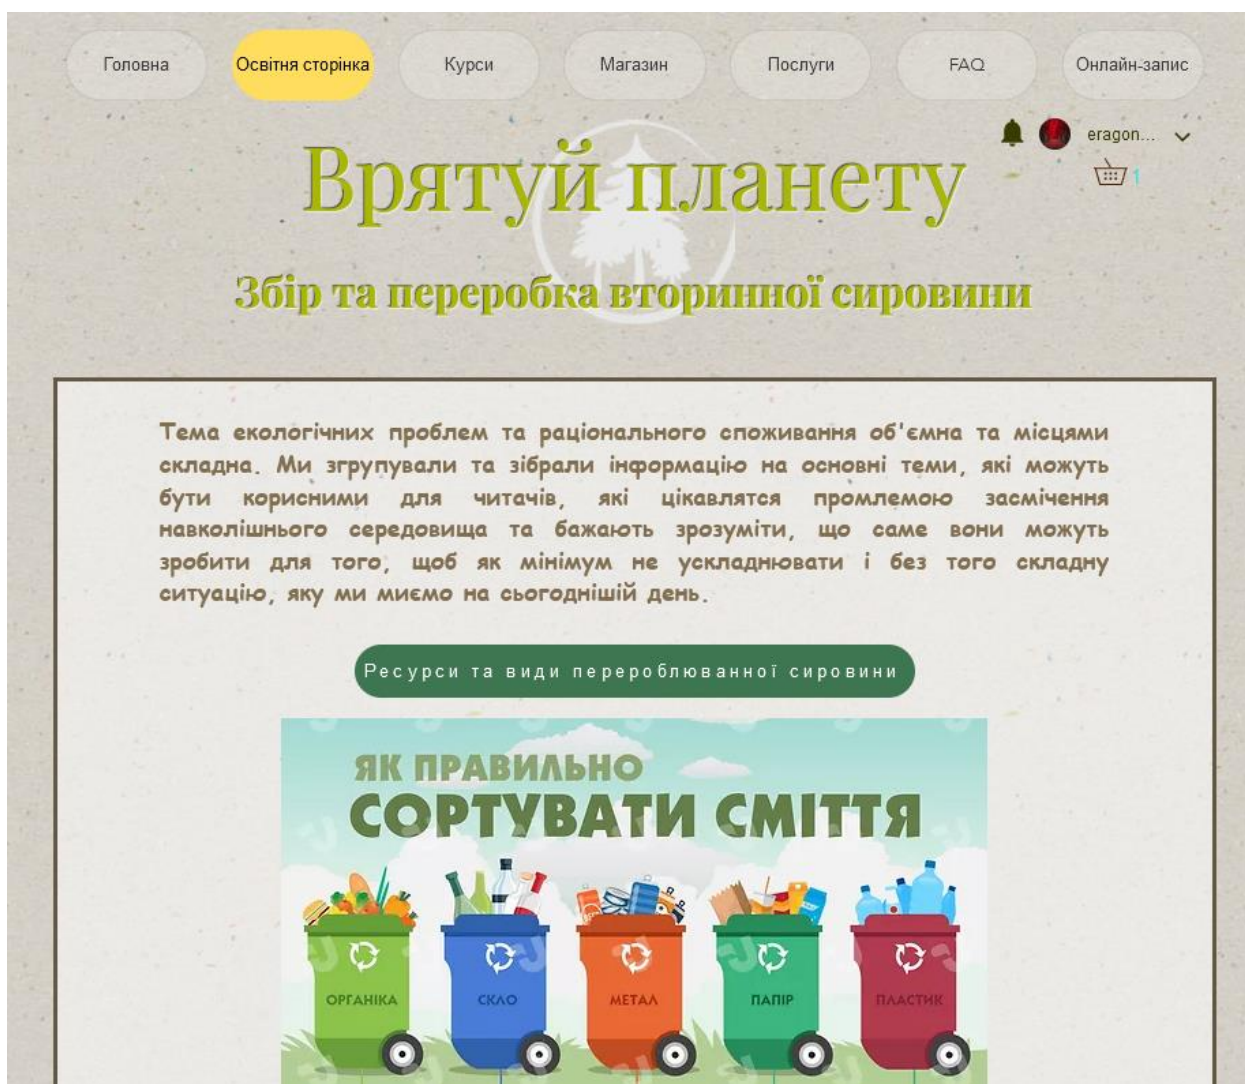 Головна Освітня сторінка Курси Магазин Послуги FAQ Онлайн-запис
eragon...
1
Врятуй планету
Збір та переробка вторинної сировини
Тема екологічних проблем та раціонального споживання об'ємна та місцями
складна. Ми згрупували та зібрали інформацію на основні теми, які можуть
бути корисними для читачів, які цікавлятся промлемою засмічення
навколішнього середовища та бажають зрозуміти, що саме вони можуть
зробити для того, щоб як мінімум не ускладнювати і без того складну
ситуацію, яку ми миємо на сьогоднішій день.
Ресурси та види перероблюванної сировини
ЯК ПРАВИЛЬНО
СОРТУВАТИ СМІТТЯ
ОРГАНІКА СКЛО МЕТАЛ ПАПІР ПЛАСТИК